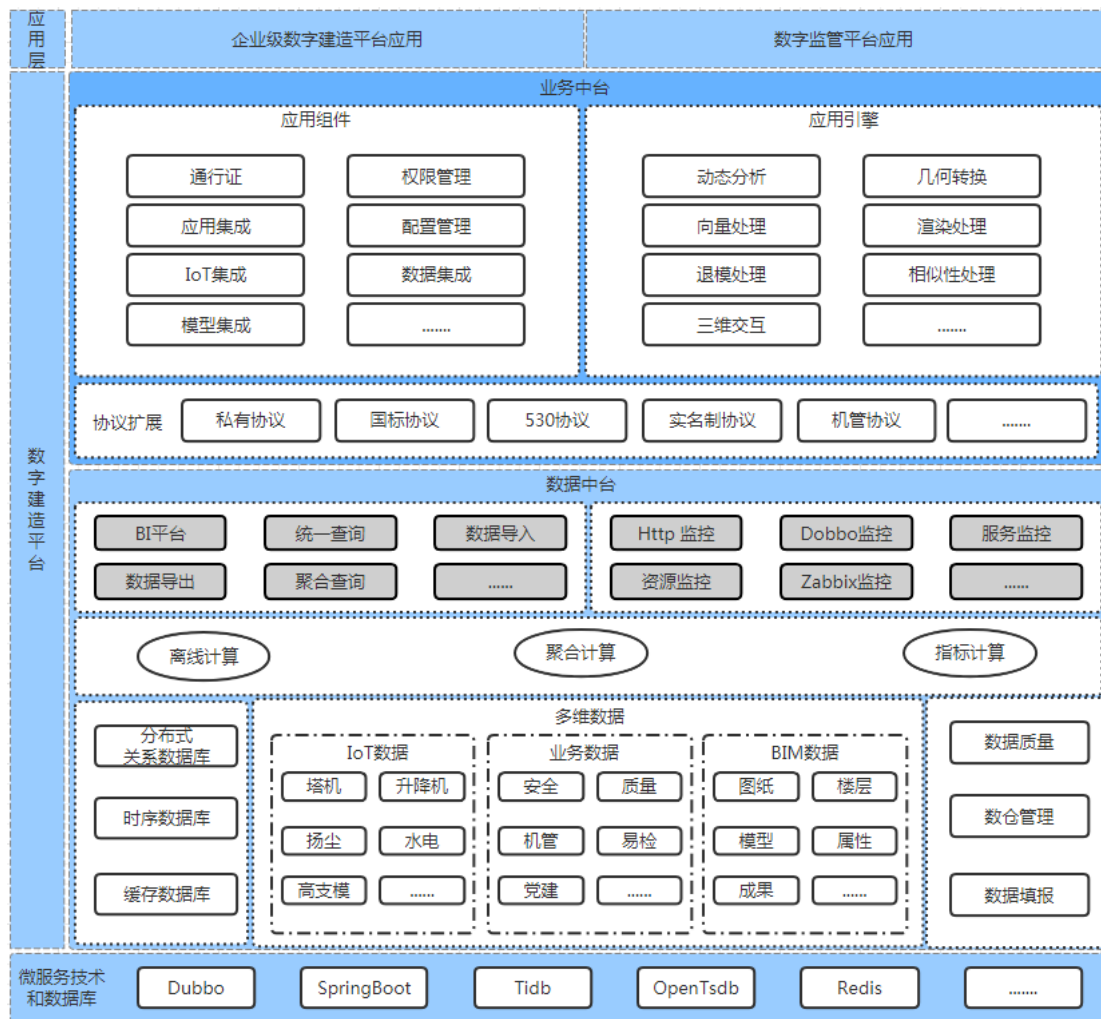 应用层
企业级数字建造平台应用
数字监管平台应用
数字建造平台
业务中台
应用组件
通行证
权限管理
应用集成
配置管理
IoT集成
数据集成
模型集成
.......
应用引擎
动态分析
几何转换
向量处理
渲染处理
退模处理
相似性处理
三维交互
.......
协议扩展
私有协议
国标协议
530协议
实名制协议
机管协议
.......
数据中台
BI平台
统一查询
数据导入
数据导出
聚合查询
......
Http 监控
Dobbo监控
服务监控
资源监控
Zabbix监控
......
离线计算
聚合计算
指标计算
分布式
关系数据库
时序数据库
缓存数据库
多维数据
IoT数据
塔机
升降机
扬尘
水电
高支模
......
业务数据
安全
质量
机管
易检
党建
......
BIM数据
图纸
楼层
模型
属性
成果
......
数据质量
数仓管理
数据填报
微服务技术
和数据库
Dubbo
SpringBoot
Tidb
OpenTsdb
Redis
.......